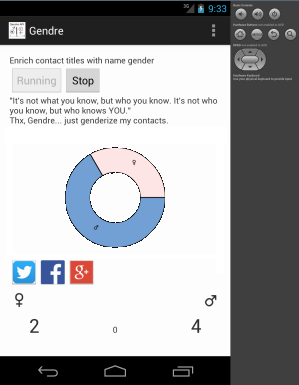 3G 9:33
Gendre
Enrich contact titles with name gender
Running Stop
"It's not what you know, but who you know. It's not who
you know, but who knows YOU."
Thx, Gendre... just genderize my contacts.
♀
♂
♀ ♂
2 0 4